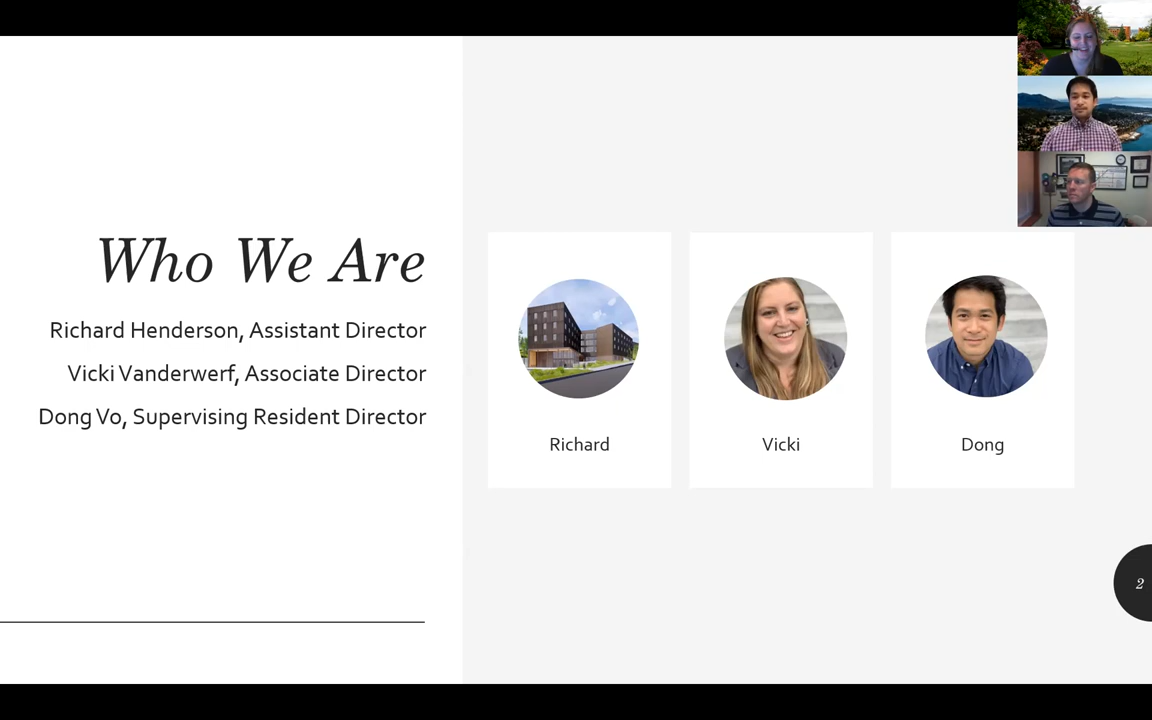 Who We Are
Richard Henderson, Assistant Director
Vicki Vanderwerf, Associate Director
Dong Vo, Supervising Resident Director
Richard
Vicki
Dong
2